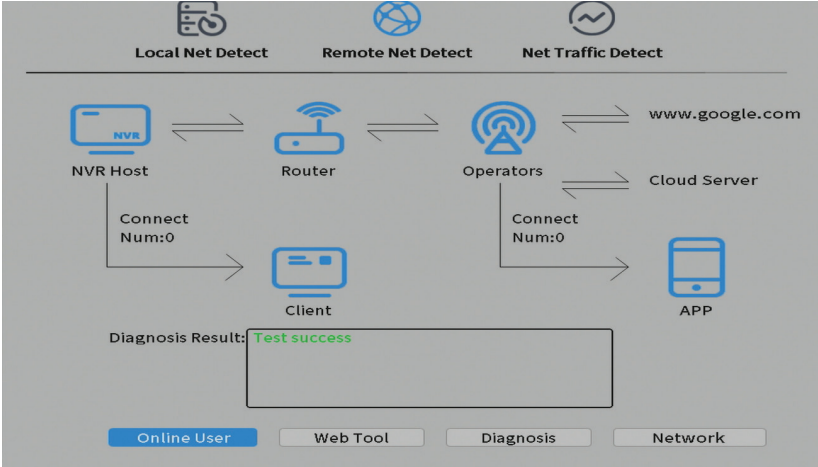 Local Net Detect
Remote Net Detect
Net Traffic Detect
NVR
www.google.com
NVR Host
Router
Operators
Cloud Server
Connect
Num:0
Connect
Num:0
Client
APP
Diagnosis Result: Test success
Online User
Web Tool
Diagnosis
Network